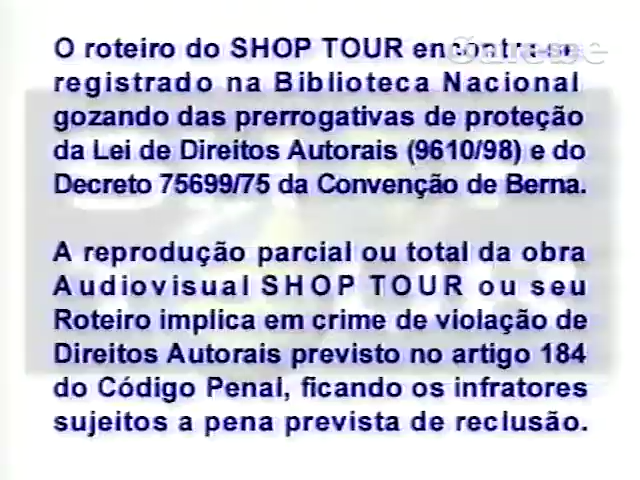 O roteiro do SHOP TOUR encontra-se
registrado na Biblioteca Nacional
gozando das prerrogativas de proteção
da Lei de Direitos Autorais (9610/98) e do
Decreto 75699/75 da Convenção de Berna.
A reprodução parcial ou total da obra
Audiovisual SHOP TOUR ou seu
Roteiro implica em crime de violação de
Direitos Autorais previsto no artigo 184
do Código Penal, ficando os infratores
sujeitos a pena prevista de reclusão.